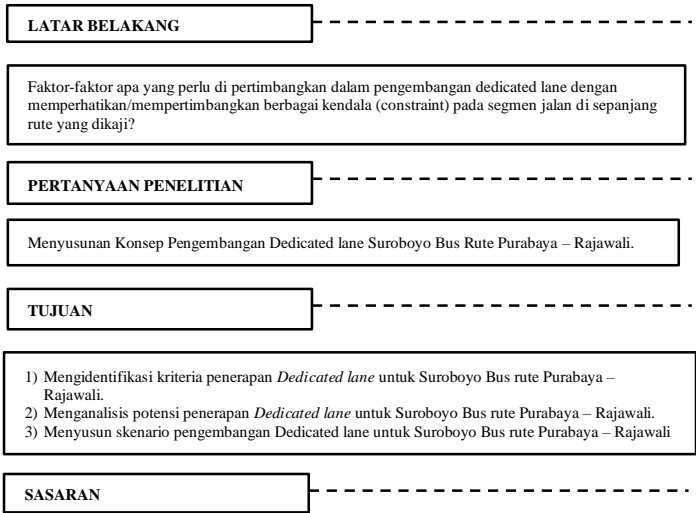 LATAR BELAKANG
Faktor-faktor apa yang perlu di pertimbangkan dalam pengembangan dedicated lane dengan
memperhatikan/mempertimbangkan berbagai kendala (constraint) pada segmen jalan di sepanjang
rute yang dikaji?
PERTANYAAN PENELITIAN
Menyusunan Konsep Pengembangan Dedicated lane Suroboyo Bus Rute Purabaya – Rajawali.
TUJUAN
1) Mengidentifikasi kriteria penerapan Dedicated lane untuk Suroboyo Bus rute Purabaya –
Rajawali.
2) Menganalisis potensi penerapan Dedicated lane untuk Suroboyo Bus rute Purabaya – Rajawali.
3) Menyusun skenario pengembangan Dedicated lane untuk Suroboyo Bus rute Purabaya – Rajawali
SASARAN